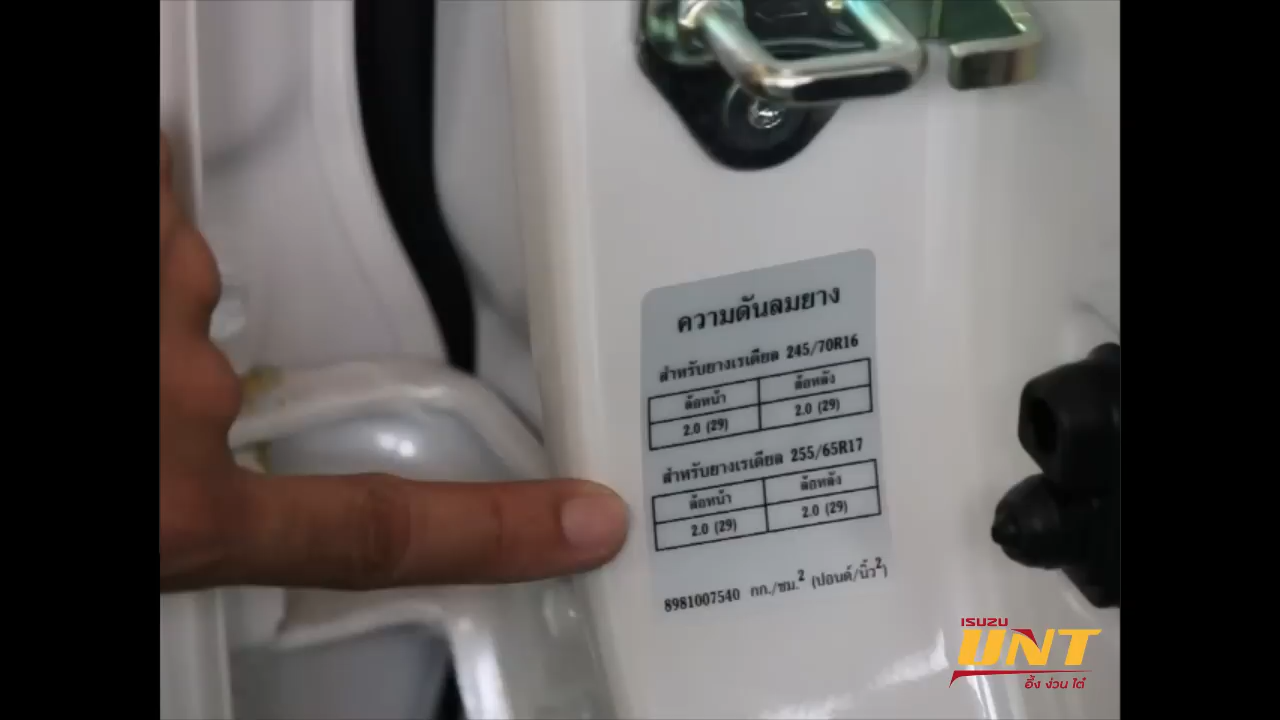 ความดันลมยาง
สำหรับยางเรเดียล 245/70R16
ล้อหน้า ล้อหลัง
2.0 (29) 2.0 (29)
สำหรับยางเรเดียล 255/65R17
ล้อหน้า ล้อหลัง
2.0 (29) 2.0 (29)
8981007540 กก./ซม.² (ปอนด์/นิ้ว²)
ISUZU
UNT
อึ้ง ง่วน ไต๋